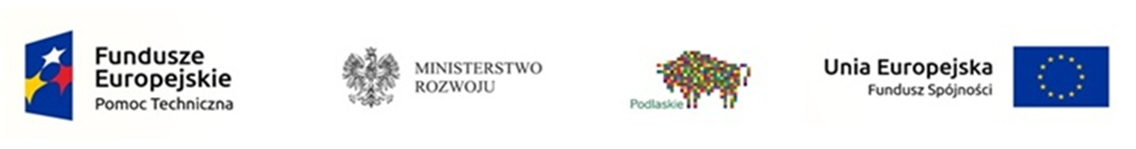 Fundusze
Europejskie
Pomoc Techniczna
MINISTERSTWO
ROZWOJU
Podlaskie
Unia Europejska
Fundusz Spójności